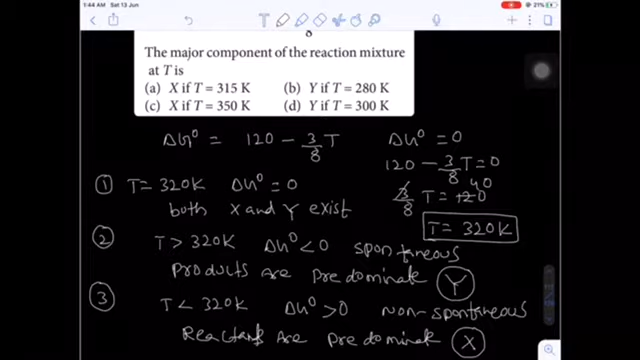 1:44 AM Sat 13 Jun
21%
8
The major component of the reaction mixture
at T is
(a) X if T = 315 K (b) Y if T = 280 K
(c) X if T = 350 K (d) Y if T = 300 K
ΔG° = 120 − 3/8 T
ΔG° = 0
120 − 3/8 T = 0
3/8 T = 120 40
T = 320K
① T = 320K ΔG° = 0
both X and Y exist
② T > 320K ΔG° < 0 spontaneous
Products are predominate Y
③ T < 320K ΔG° > 0 non-spontaneous
Reactants are predominate X